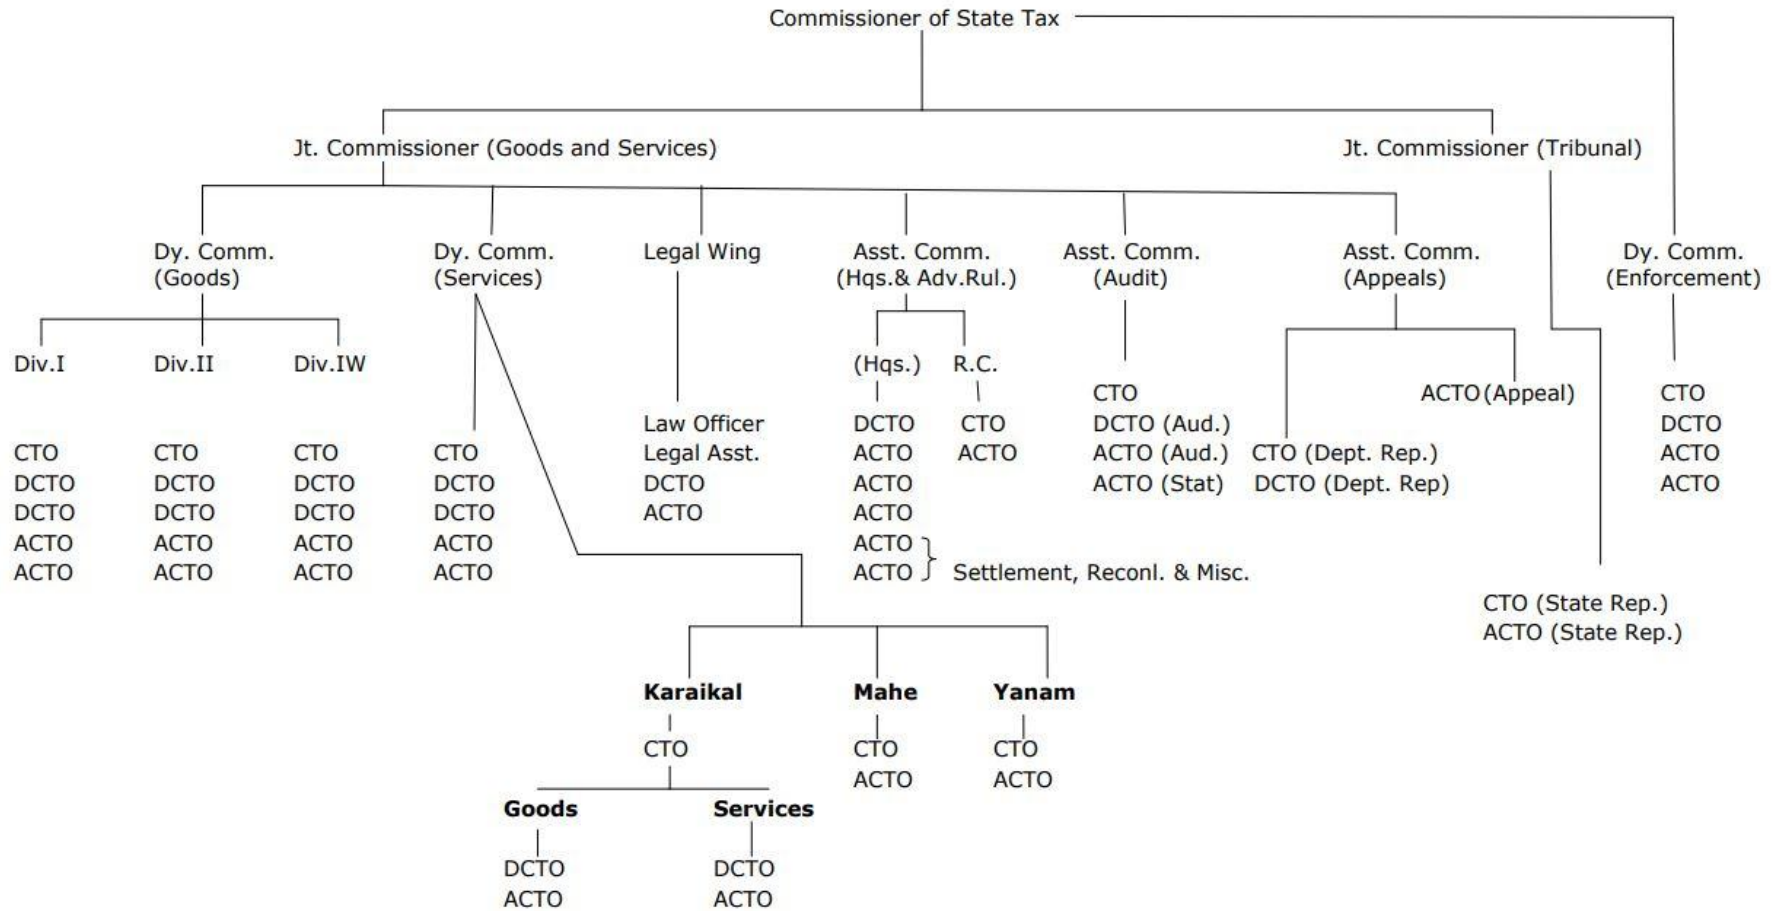 Commissioner of State Tax
Jt. Commissioner (Goods and Services)
Jt. Commissioner (Tribunal)
Dy. Comm.
(Goods)
Dy. Comm.
(Services)
Legal Wing
Asst. Comm.
(Hqs.& Adv.Rul.)
Asst. Comm.
(Audit)
Asst. Comm.
(Appeals)
Dy. Comm.
(Enforcement)
Div.I
CTO
DCTO
DCTO
ACTO
ACTO
Div.II
CTO
DCTO
DCTO
ACTO
ACTO
Div.IW
CTO
DCTO
DCTO
ACTO
ACTO
CTO
DCTO
DCTO
ACTO
ACTO
Law Officer
Legal Asst.
DCTO
ACTO
(Hqs.)
DCTO
ACTO
ACTO
ACTO
ACTO
ACTO
Settlement, Reconl. & Misc.
R.C.
CTO
ACTO
CTO
DCTO (Aud.)
ACTO (Aud.)
ACTO (Stat)
CTO (Dept. Rep.)
DCTO (Dept. Rep)
ACTO (Appeal)
CTO (State Rep.)
ACTO (State Rep.)
CTO
DCTO
ACTO
ACTO
Karaikal
CTO
Goods
DCTO
ACTO
Services
DCTO
ACTO
Mahe
CTO
ACTO
Yanam
CTO
ACTO